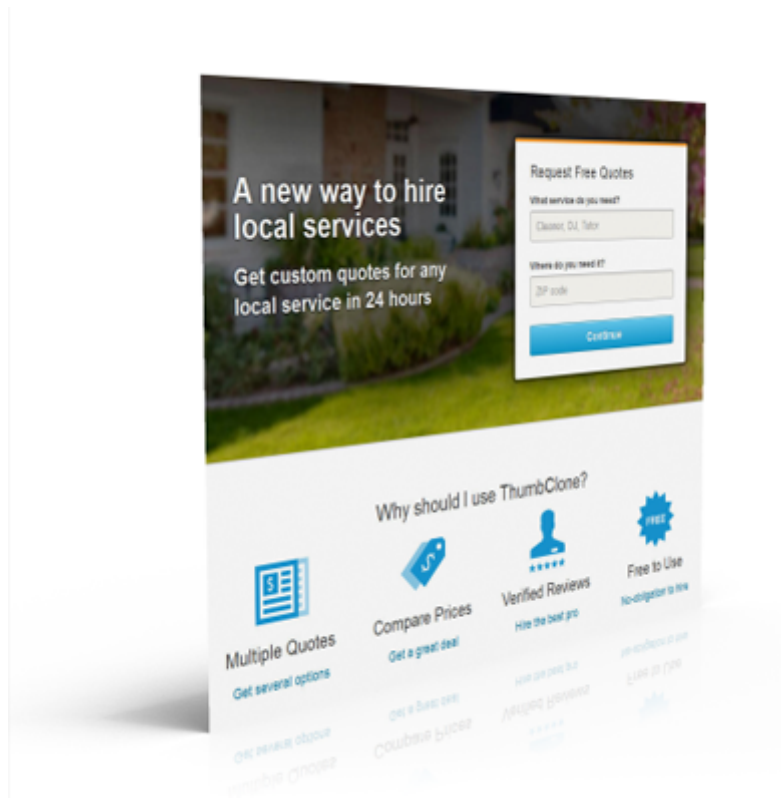 A new way to hire
local services
Get custom quotes for any
local service in 24 hours
Request Free Quotes
What service do you need?
Cleaner, DJ, Tutor
Where do you need it?
ZIP code
Continue
Why should I use ThumbClone?
$
Multiple Quotes
Get several options
$
Compare Prices
Get a great deal
Verified Reviews
Hire the best pro
FREE
Free to Use
No-obligation to hire